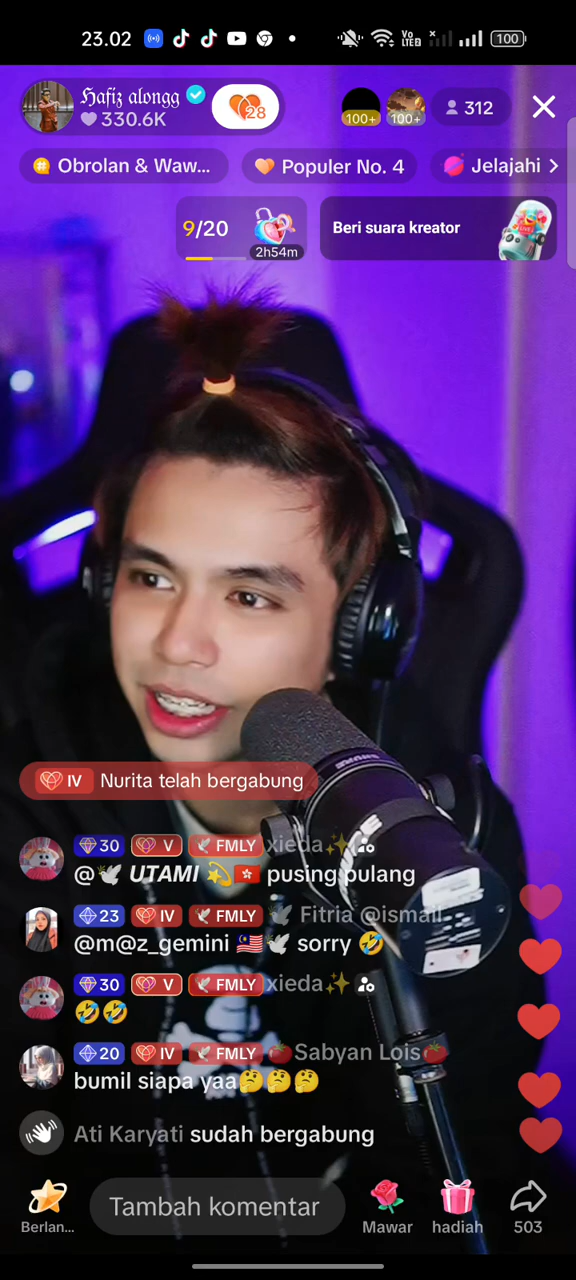 23.02
Vo
LTE 2
100
Hafiz alongg
330.6K
28
100+
100+
312
Obrolan & Waw...
Populer No. 4
Jelajahi
9/20
2h54m
Beri suara kreator
IV Nurita telah bergabung
30 V FMLY xieda✨
@🕊 UTAMI 💫🇭🇰 pusing pulang
23 IV FMLY 🕊 Fitria @ismail..
@m@z_gemini 🇲🇾🕊 sorry 🤣
30 V FMLY xieda✨
🤣🤣
20 IV FMLY 🍅Sabyan Lois🍅
bumil siapa yaa🤔🤔🤔
Ati Karyati sudah bergabung
Berlan...
Tambah komentar
Mawar
hadiah
503